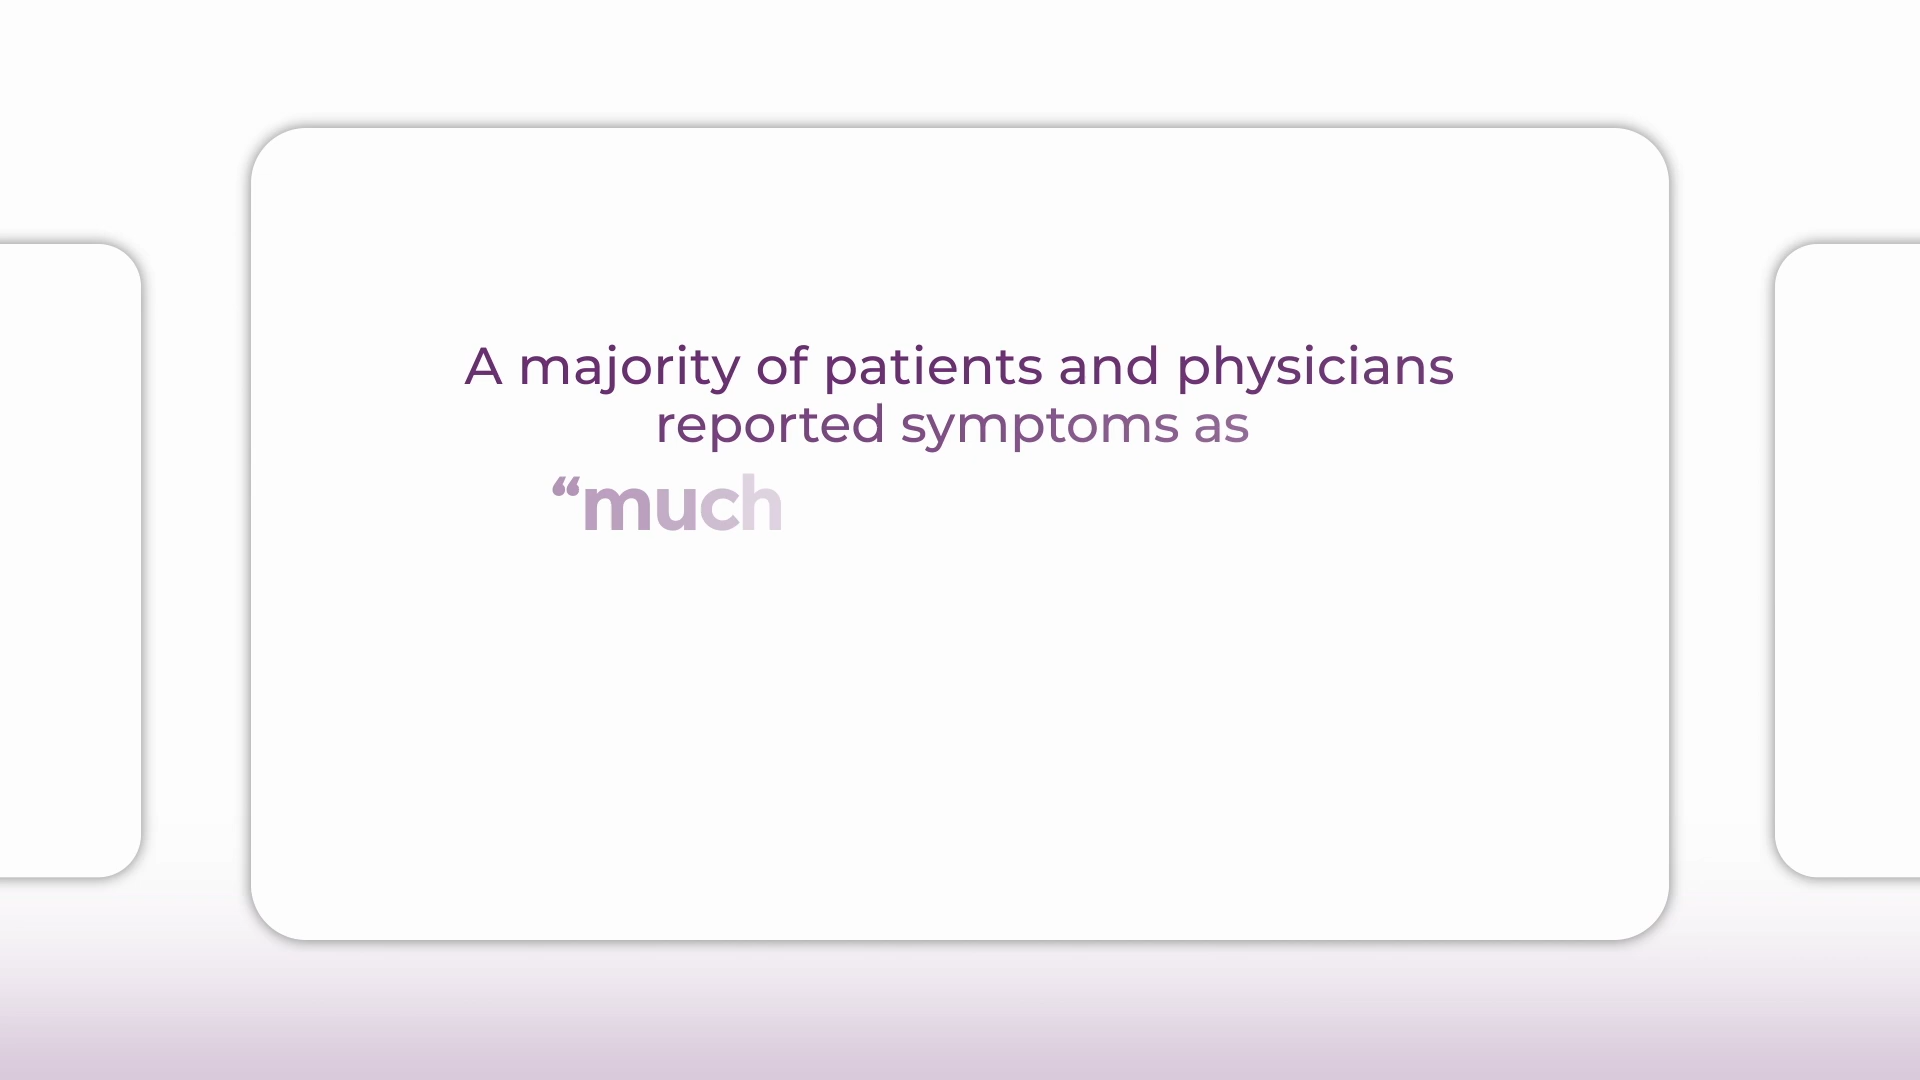 A majority of patients and physicians
reported symptoms as
“much